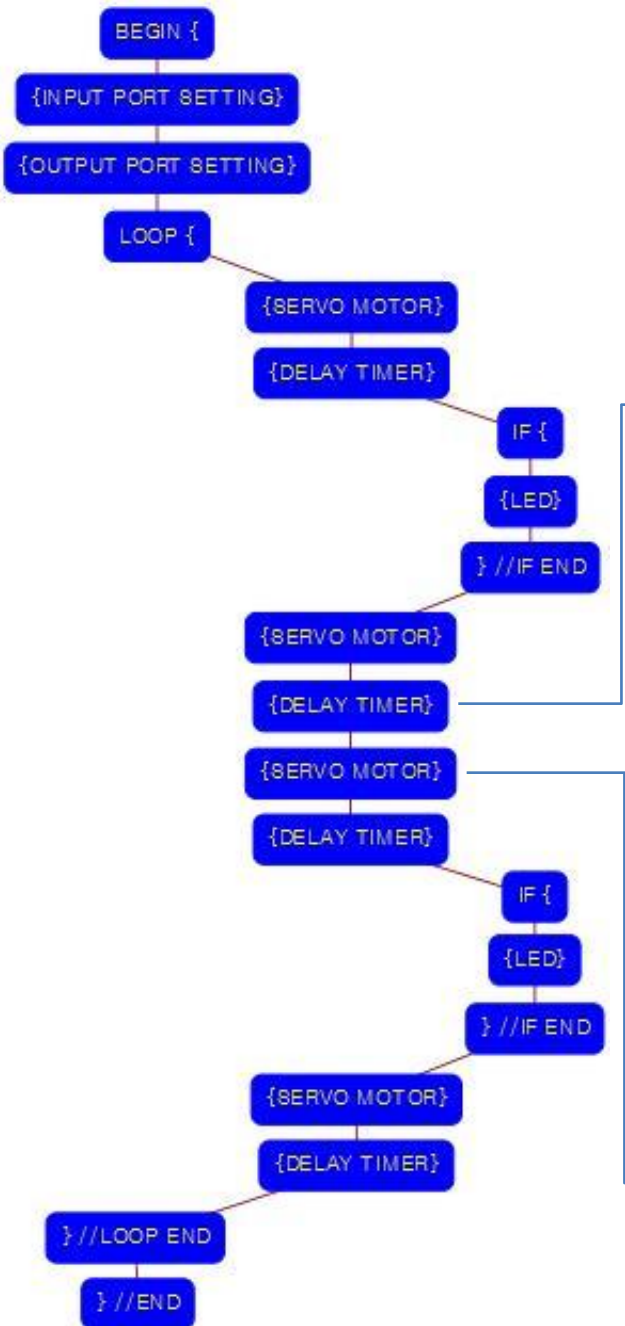 BEGIN {
{INPUT PORT SETTING}
{OUTPUT PORT SETTING}
LOOP {
{SERVO MOTOR}
{DELAY TIMER}
IF {
{LED}
} //IF END
{SERVO MOTOR}
{DELAY TIMER}
{SERVO MOTOR}
{DELAY TIMER}
IF {
{LED}
} //IF END
{SERVO MOTOR}
{DELAY TIMER}
} //LOOP END
} //END